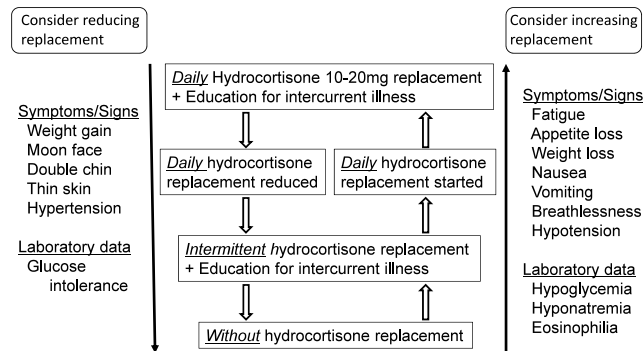 Consider reducing
replacement
Symptoms/Signs
Weight gain
Moon face
Double chin
Thin skin
Hypertension
Laboratory data
Glucose
intolerance
Daily Hydrocortisone 10-20mg replacement
+ Education for intercurrent illness
Daily hydrocortisone
replacement reduced
Daily hydrocortisone
replacement started
Intermittent hydrocortisone replacement
+ Education for intercurrent illness
Without hydrocortisone replacement
Consider increasing
replacement
Symptoms/Signs
Fatigue
Appetite loss
Weight loss
Nausea
Vomiting
Breathlessness
Hypotension
Laboratory data
Hypoglycemia
Hyponatremia
Eosinophilia